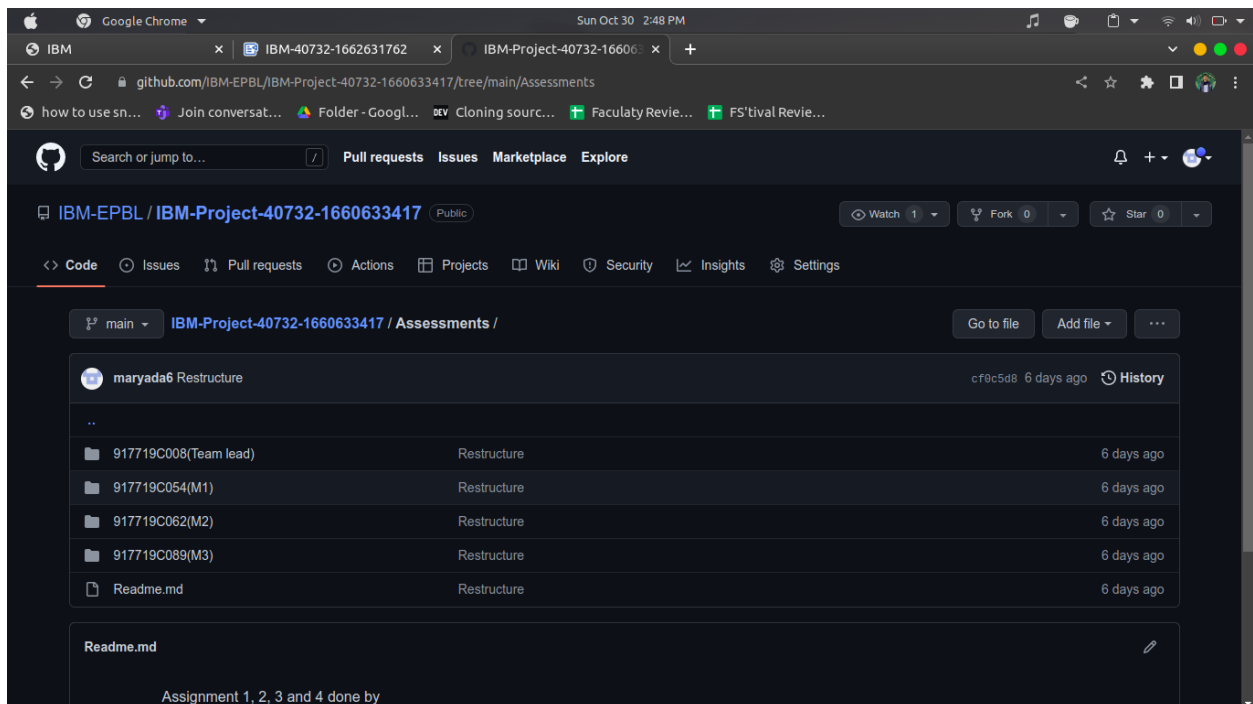 Google Chrome Sun Oct 30 2:48 PM
IBM IBM-40732-1662631762 IBM-Project-40732-16606
github.com/IBM-EPBL/IBM-Project-40732-1660633417/tree/main/Assessments
how to use sn... Join conversat... Folder - Googl... DEV Cloning sourc... Faculaty Revie... FS'tival Revie...
Search or jump to... / Pull requests Issues Marketplace Explore
IBM-EPBL / IBM-Project-40732-1660633417 Public Watch 1 Fork 0 Star 0
<> Code Issues Pull requests Actions Projects Wiki Security Insights Settings
main IBM-Project-40732-1660633417 / Assessments / Go to file Add file ...
maryada6 Restructure cf0c5d8 6 days ago History
..
917719C008(Team lead) Restructure 6 days ago
917719C054(M1) Restructure 6 days ago
917719C062(M2) Restructure 6 days ago
917719C089(M3) Restructure 6 days ago
Readme.md Restructure 6 days ago
Readme.md
Assignment 1, 2, 3 and 4 done by